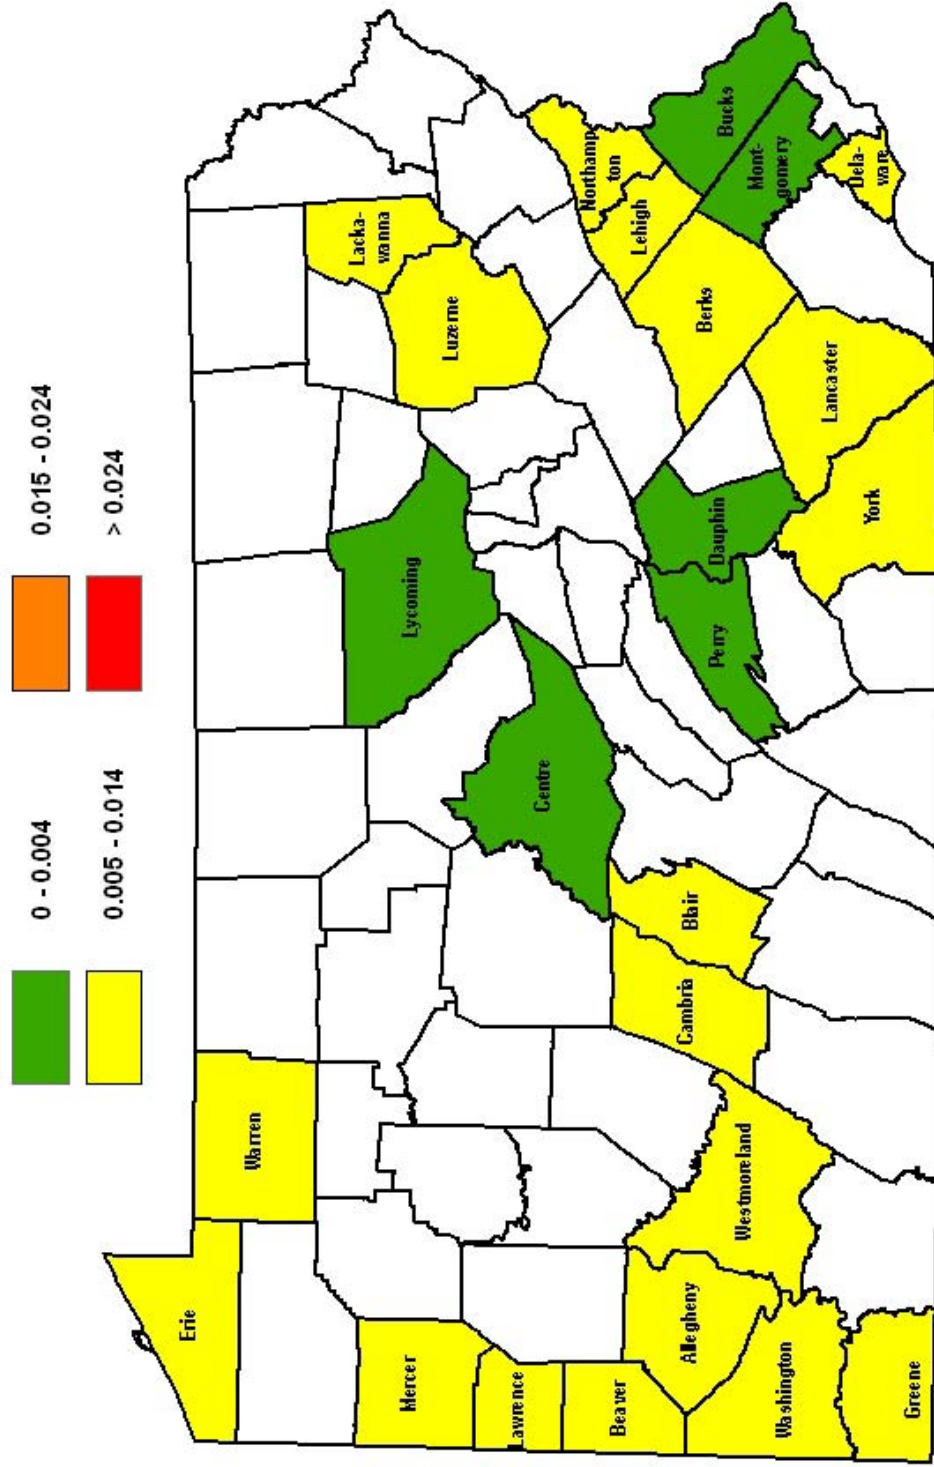 0 - 0.004
0.015 - 0.024
0.005 - 0.014
> 0.024
Erie
Warren
Mercer
Lawrence
Beaver
Allegheny
Washington
Greene
Westmoreland
Cambria
Blair
Centre
Lycoming
Perry
Dauphin
York
Lancaster
Berks
Luzerne
Lacka-
wanna
Northamp
ton
Lehigh
Bucks
Mont-
gomery
Dela-
ware